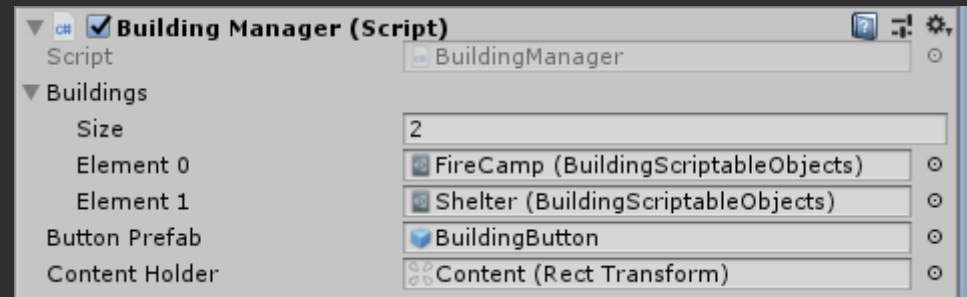 c# Building Manager (Script)
Script BuildingManager
Buildings
Size 2
Element 0 FireCamp (BuildingScriptableObjects)
Element 1 Shelter (BuildingScriptableObjects)
Button Prefab BuildingButton
Content Holder Content (Rect Transform)